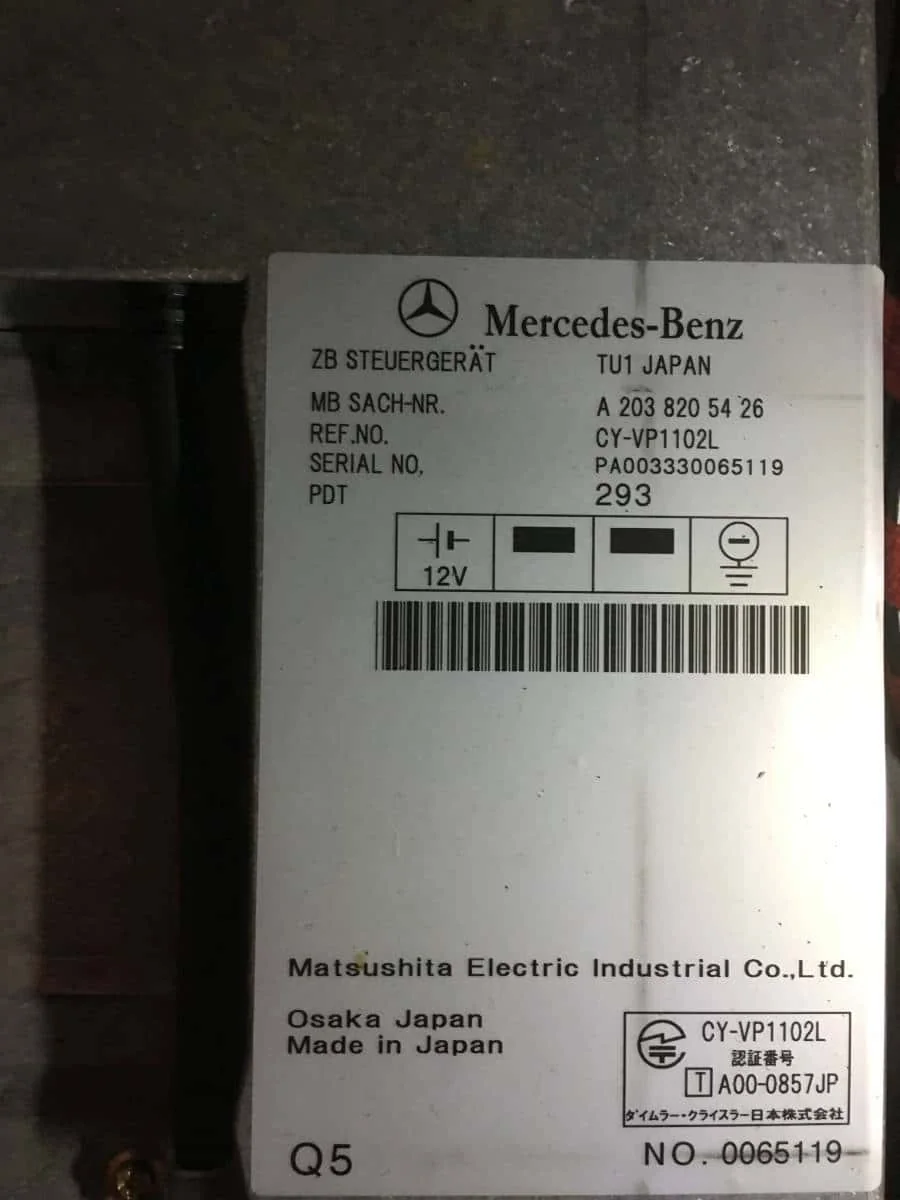 Mercedes-Benz
ZB STEUERGERÄT TU1 JAPAN
MB SACH-NR. A 203 820 54 26
REF.NO. CY-VP1102L
SERIAL NO, PA003330065119
PDT 293
12V
Matsushita Electric Industrial Co.,Ltd.
Osaka Japan
Made in Japan
CY-VP1102L
認証番号
T A00-0857JP
ダイムラー・クライスラー日本株式会社
Q5 NO. 0065119